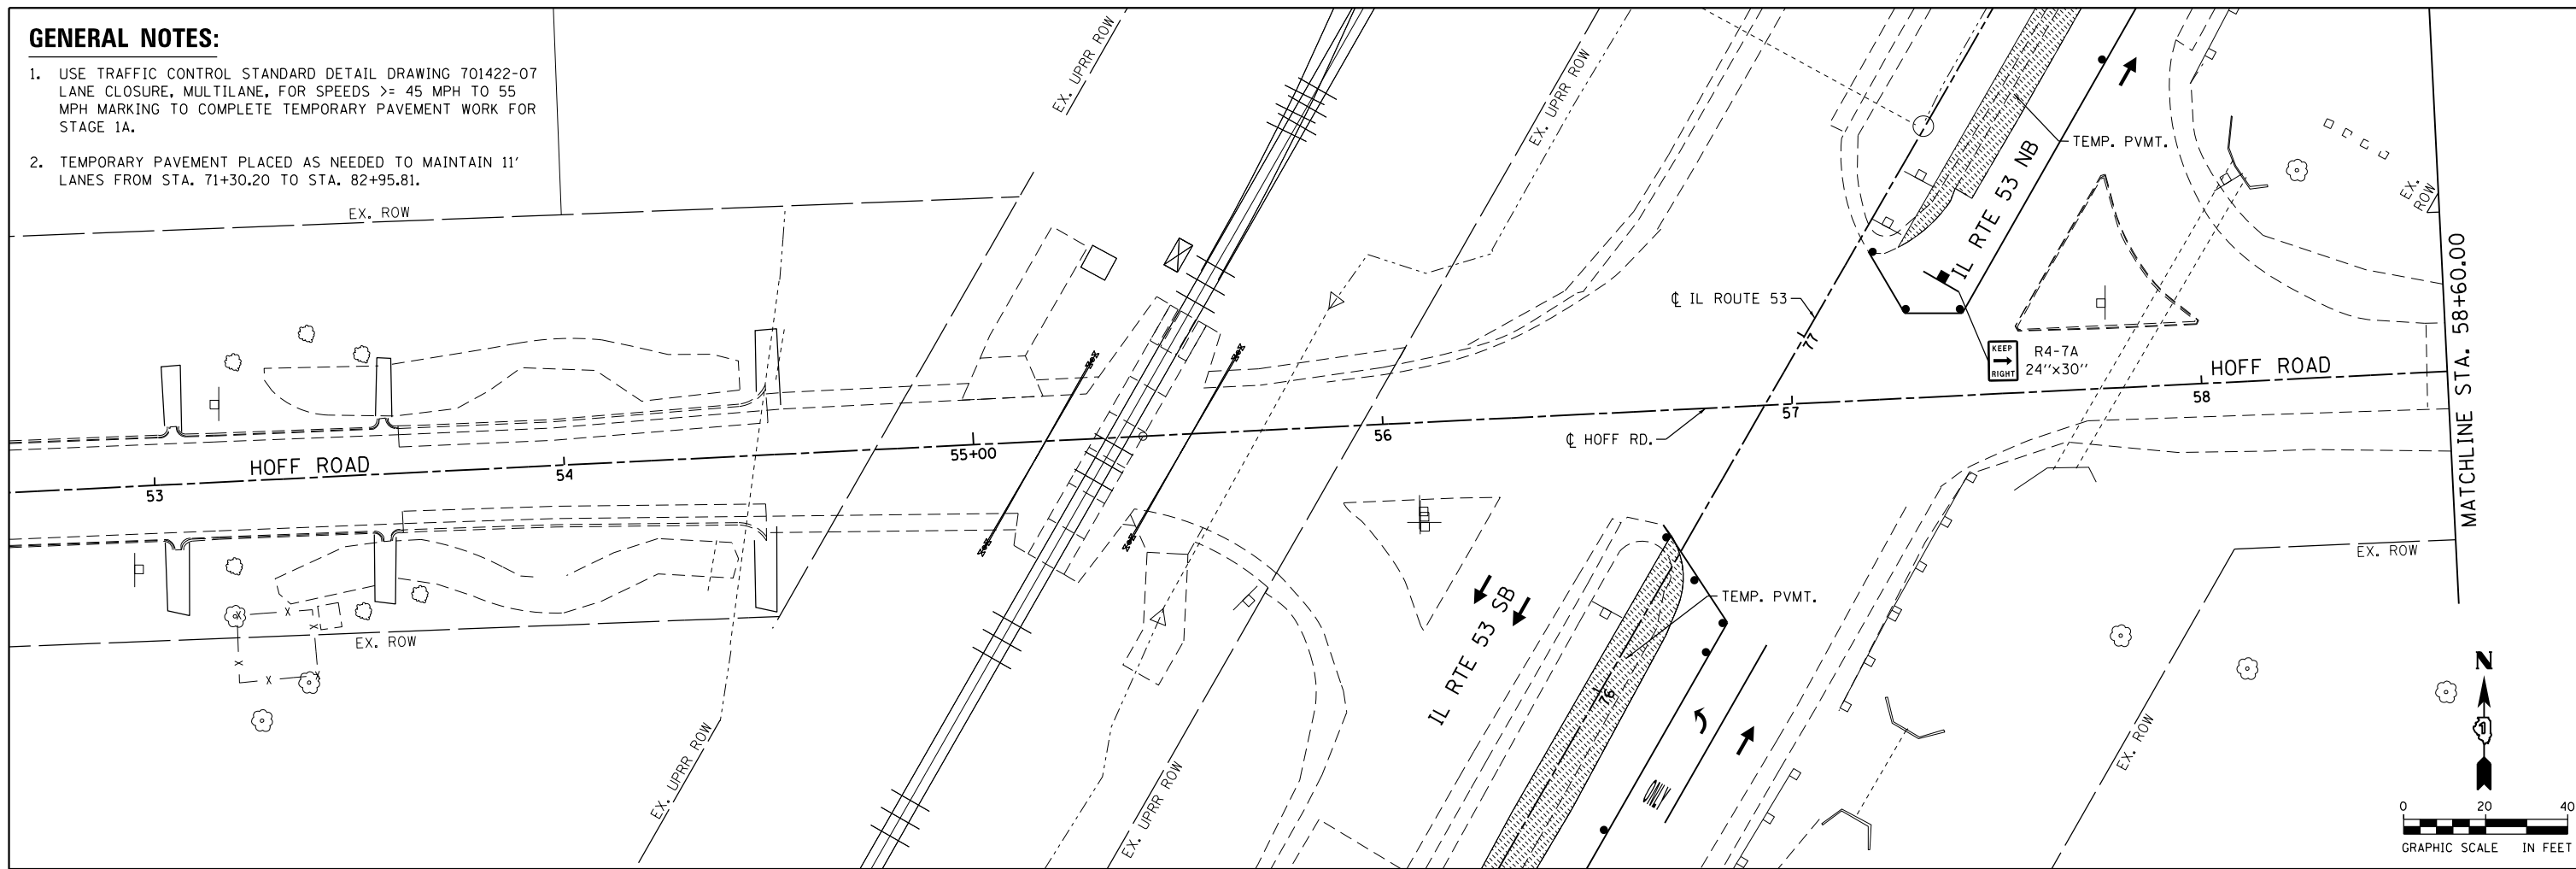 GENERAL NOTES:
1. USE TRAFFIC CONTROL STANDARD DETAIL DRAWING 701422-07
LANE CLOSURE, MULTILANE, FOR SPEEDS >= 45 MPH TO 55
MPH MARKING TO COMPLETE TEMPORARY PAVEMENT WORK FOR
STAGE 1A.
2. TEMPORARY PAVEMENT PLACED AS NEEDED TO MAINTAIN 11'
LANES FROM STA. 71+30.20 TO STA. 82+95.81.
EX. ROW
EX. UPRR ROW
EX. UPRR ROW
TEMP. PVMT.
IL RTE 53 NB
EX.
ROW
℄ IL ROUTE 53
77
KEEP
RIGHT
R4-7A
24"x30"
HOFF ROAD
MATCHLINE STA. 58+60.00
58
57
℄ HOFF RD.
56
55+00
54
HOFF ROAD
53
EX. ROW
x
x
x
x
x
x
EX. ROW
TEMP. PVMT.
IL RTE 53 SB
76
ONLY
EX. UPRR ROW
EX. UPRR ROW
EX. ROW
N
1
0 20 40
GRAPHIC SCALE IN FEET